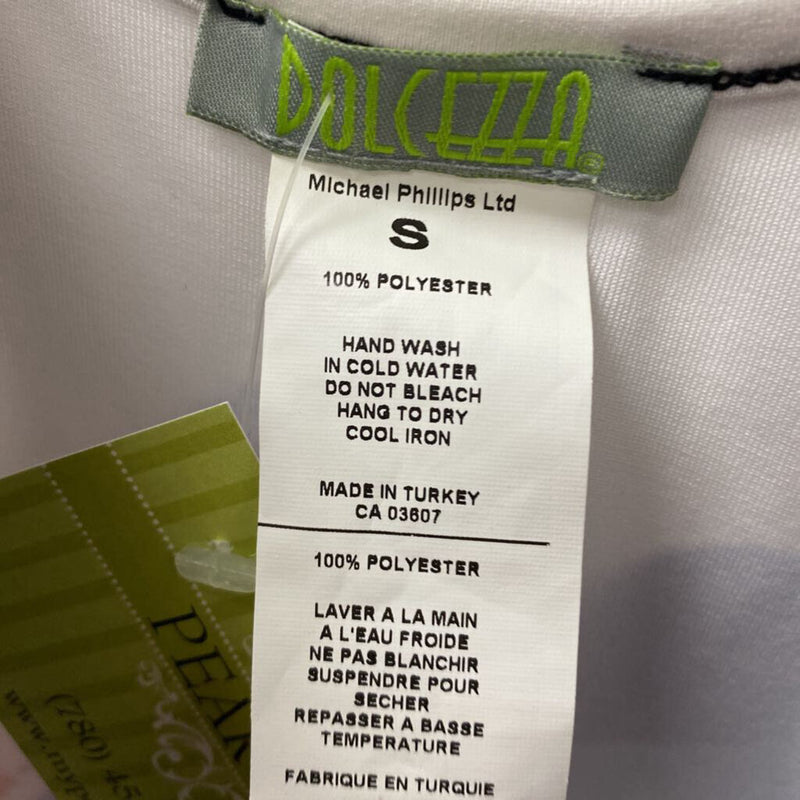 DOLCEZZA®
Michael Phillips Ltd
S
100% POLYESTER
HAND WASH
IN COLD WATER
DO NOT BLEACH
HANG TO DRY
COOL IRON
MADE IN TURKEY
CA 03607
100% POLYESTER
LAVER A LA MAIN
A L'EAU FROIDE
NE PAS BLANCHIR
SUSPENDRE POUR
SECHER
REPASSER A BASSE
TEMPERATURE
FABRIQUE EN TURQUIE
(780) 45